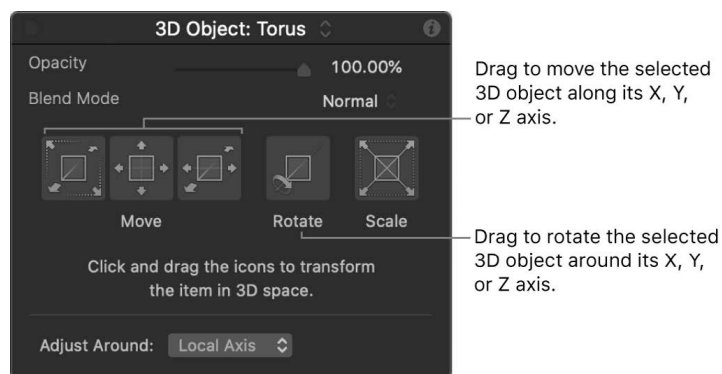 3D Object: Torus
Opacity 100.00%
Blend Mode Normal
Move Rotate Scale
Click and drag the icons to transform
the item in 3D space.
Adjust Around: Local Axis
Drag to move the selected
3D object along its X, Y,
or Z axis.
Drag to rotate the selected
3D object around its X, Y,
or Z axis.